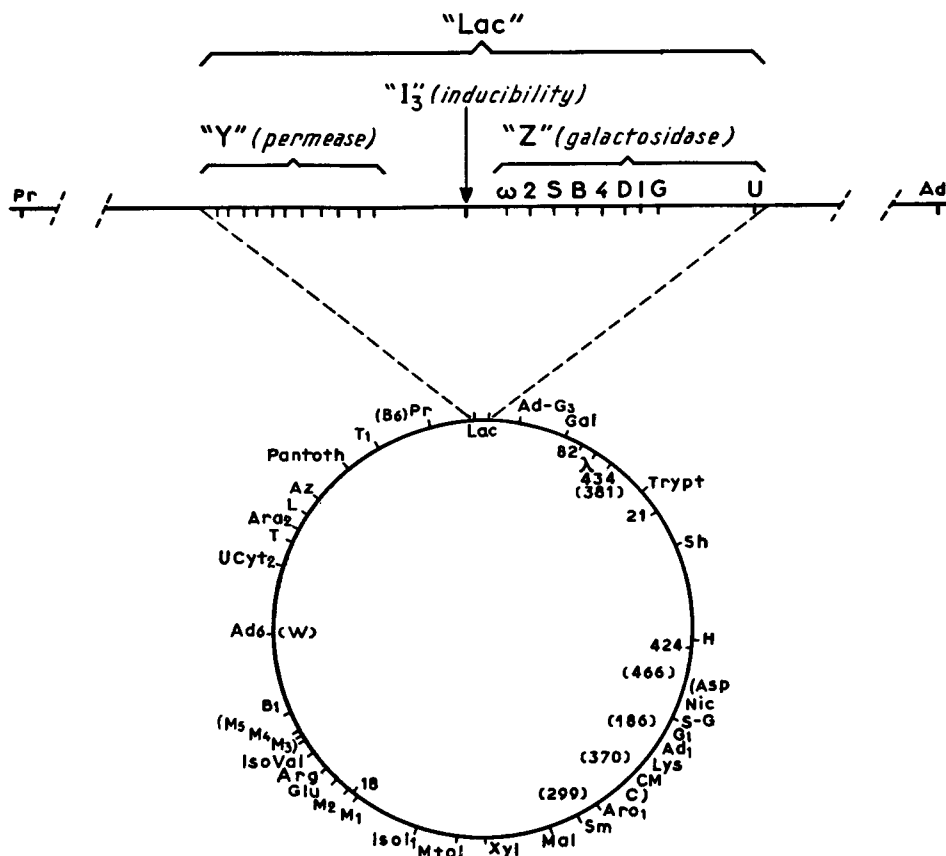 "Lac"
"I3" (inducibility)
"Y" (permease)
"Z" (galactosidase)
Pr
ω 2 S B 4 D I G U
Ad
(B6) Pr
Lac
Ad-G3
Gal
T1
82
λ
434
(381)
Trypt
Pantoth
21
Az
L
Ara2
T
Sh
UCyt2
Ad6 (W)
H
424
(466)
(Asp
Nic
B1
(186)
S-G
G1
Ad1
(M5 M4 M3)
IsoVal
(370)
Lys
Arg
CM
Glu
18
(299)
C)
M2
M1
Aro1
Sm
Isol1
Mtol
Xyl
Mal